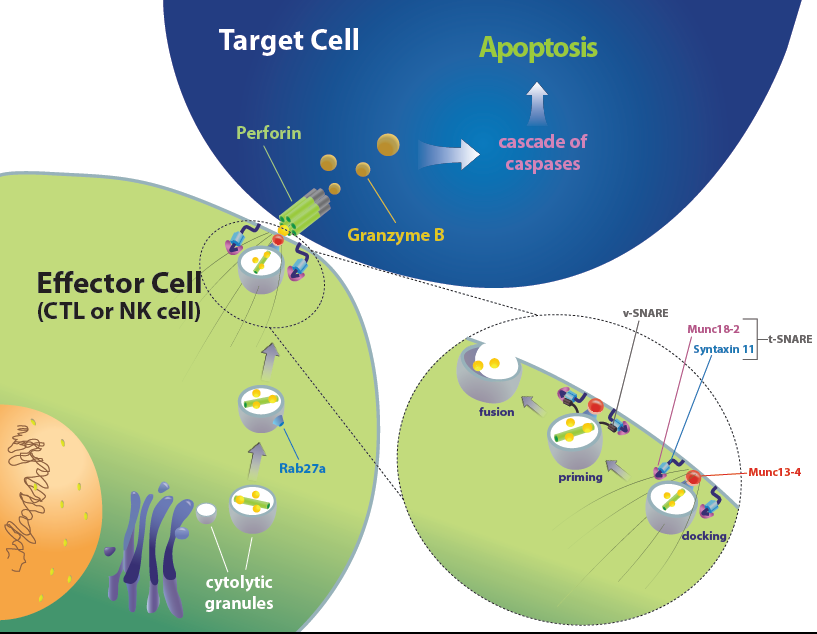 Target Cell
Apoptosis
Perforin
cascade of
caspases
Granzyme B
Effector Cell
(CTL or NK cell)
v-SNARE
Munc18-2
t-SNARE
Syntaxin 11
fusion
Rab27a
priming
Munc13-4
docking
cytolytic
granules